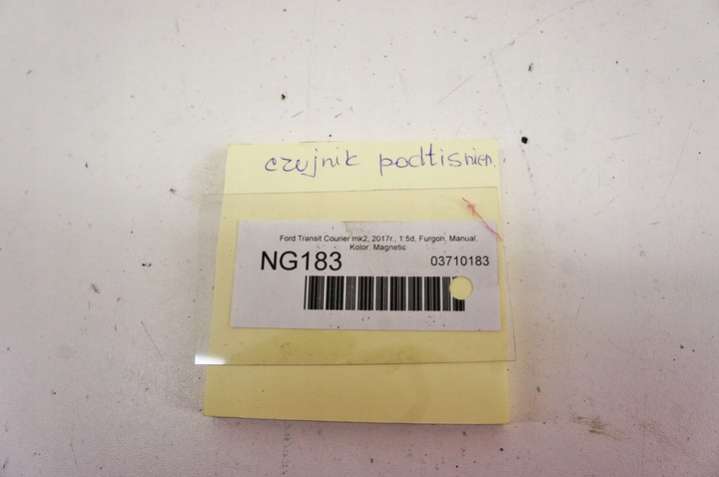 czujnik podtisnien.
Ford Transit Courier mk2, 2017r., 1.5d, Furgon, Manual,
Kolor: Magnetic
NG183 03710183